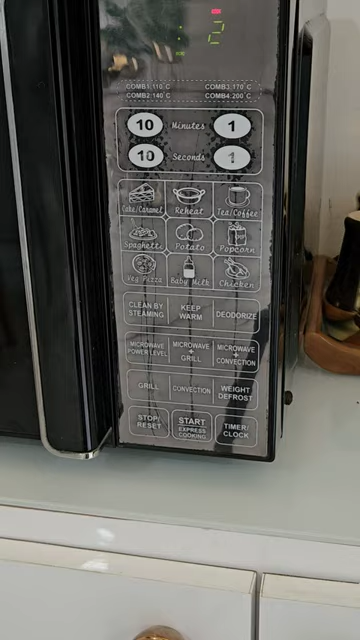 : 2
COMB1:110°C COMB3:170°C
COMB2:140°C COMB4:200°C
10 Minutes 1
10 Seconds 1
Cake/Caramel Reheat Tea/Coffee
Spaghetti Potato Popcorn
Veg Pizza Baby Milk Chicken
CLEAN BY STEAMING KEEP WARM DEODORIZE
MICROWAVE POWER LEVEL MICROWAVE + GRILL MICROWAVE + CONVECTION
GRILL CONVECTION WEIGHT DEFROST
STOP/ RESET START EXPRESS COOKING TIMER/ CLOCK